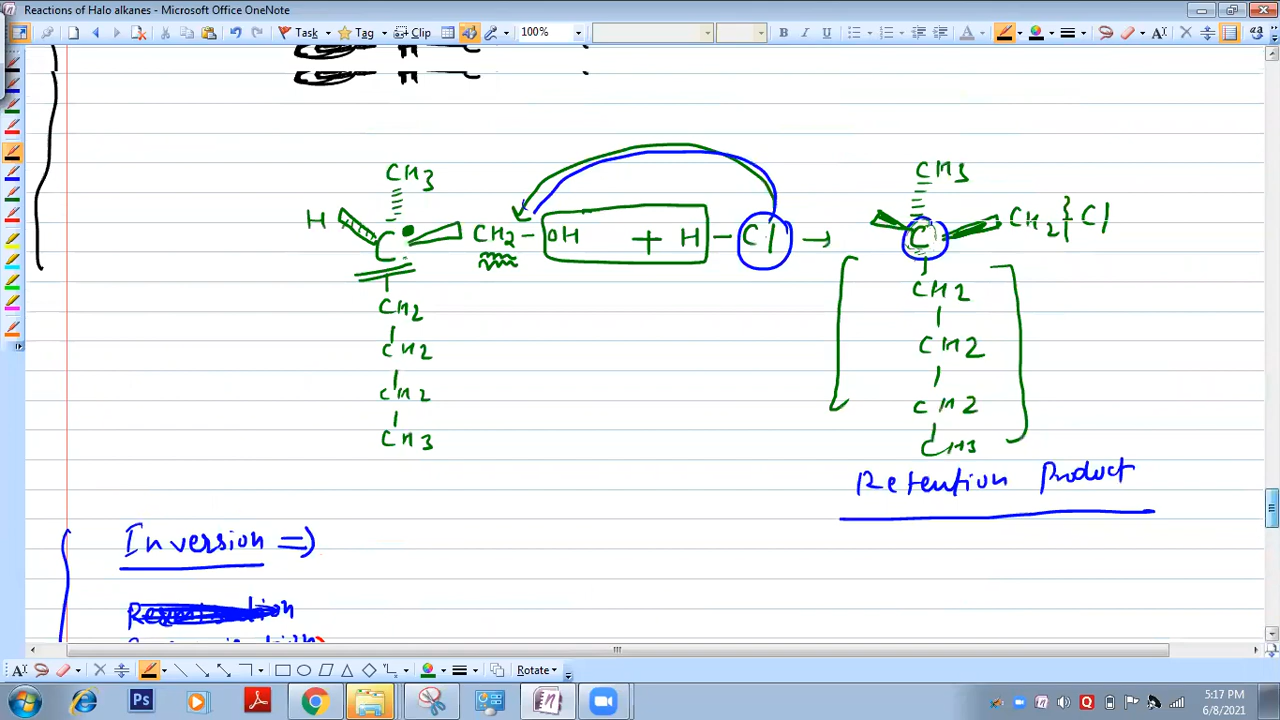 Reactions of Halo alkanes - Microsoft Office OneNote
Task Tag Clip 100%
H C
H C
CH3 CH3
H C CH2 - OH + H - Cl → C CH2 Cl
CH2 CH2
CH2 CH2
CH2 CH2
CH3 CH3
Retention Product
Inversion ⇒
Rotate
5:17 PM
6/8/2021